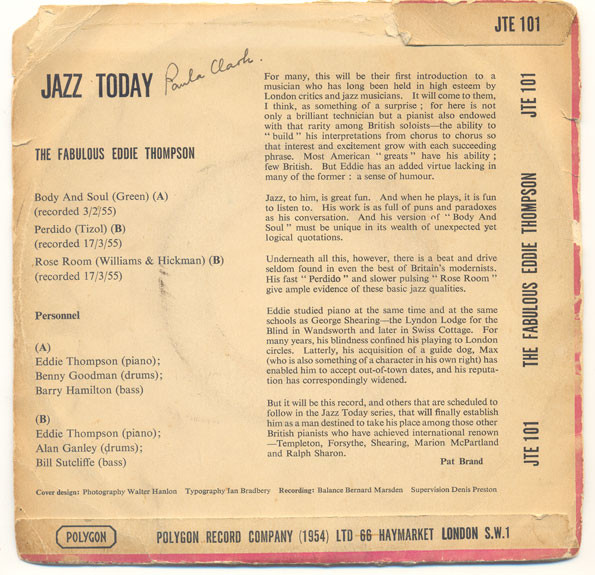 JTE 101
JAZZ TODAY
Paula Clark.
THE FABULOUS EDDIE THOMPSON
Body And Soul (Green) (A)
(recorded 3/2/55)
Perdido (Tizol) (B)
(recorded 17/3/55)
Rose Room (Williams & Hickman) (B)
(recorded 17/3/55)
Personnel
(A)
Eddie Thompson (piano);
Benny Goodman (drums);
Barry Hamilton (bass)
(B)
Eddie Thompson (piano);
Alan Ganley (drums);
Bill Sutcliffe (bass)
For many, this will be their first introduction to a
musician who has long been held in high esteem by
London critics and jazz musicians. It will come to them,
I think, as something of a surprise; for here is not
only a brilliant technician but a pianist also endowed
with that rarity among British soloists—the ability to
"build" his interpretations from chorus to chorus so
that interest and excitement grow with each succeeding
phrase. Most American "greats" have his ability;
few British. But Eddie has an added virtue lacking in
many of the former: a sense of humour.
Jazz, to him, is great fun. And when he plays, it is fun
to listen to. His work is as full of puns and paradoxes
as his conversation. And his version of "Body And
Soul" must be unique in its wealth of unexpected yet
logical quotations.
Underneath all this, however, there is a beat and drive
seldom found in even the best of Britain's modernists.
His fast "Perdido" and slower pulsing "Rose Room"
give ample evidence of these basic jazz qualities.
Eddie studied piano at the same time and at the same
schools as George Shearing—the Lyndon Lodge for the
Blind in Wandsworth and later in Swiss Cottage. For
many years, his blindness confined his playing to London
circles. Latterly, his acquisition of a guide dog, Max
(who is also something of a character in his own right) has
enabled him to accept out-of-town dates, and his reputa-
tion has correspondingly widened.
But it will be this record, and others that are scheduled to
follow in the Jazz Today series, that will finally establish
him as a man destined to take his place among those other
British pianists who have achieved international renown
—Templeton, Forsythe, Shearing, Marion McPartland
and Ralph Sharon.
Pat Brand
JTE 101
THE FABULOUS EDDIE THOMPSON
JTE 101
Cover design: Photography Walter Hanlon Typography Ian Bradbery Recording: Balance Bernard Marsden Supervision Denis Preston
POLYGON
POLYGON RECORD COMPANY (1954) LTD 66 HAYMARKET LONDON S.W.1